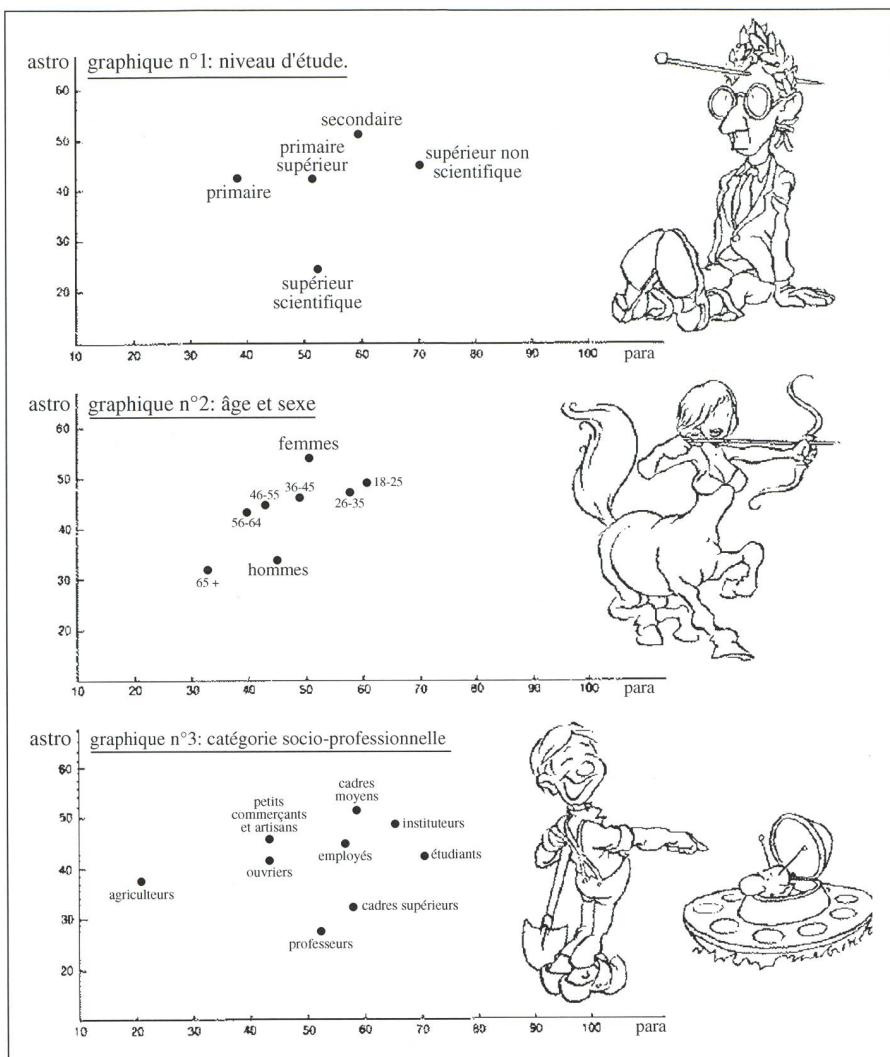 astro graphique n°1: niveau d'étude.
60
50
40
30
20
secondaire
primaire
supérieur
supérieur non
scientifique
primaire
supérieur
scientifique
10 20 30 40 50 60 70 80 90 100 para
astro graphique n°2: âge et sexe
60
50
40
30
20
femmes
18-25
36-45
46-55
26-35
56-64
hommes
65 +
10 20 30 40 50 60 70 80 90 100 para
astro graphique n°3: catégorie socio-professionnelle
60
50
40
30
20
cadres
moyens
petits
commerçants
et artisans
instituteurs
employés
étudiants
ouvriers
agriculteurs
cadres supérieurs
professeurs
10 20 30 40 50 60 70 80 90 100 para